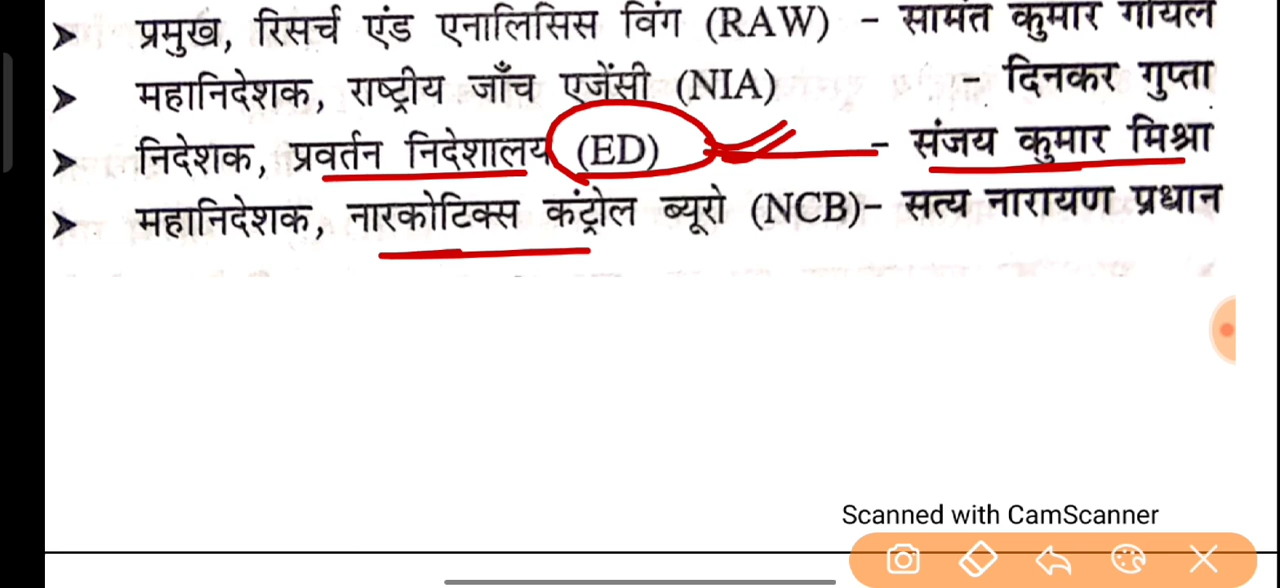 ➤ प्रमुख, रिसर्च एंड एनालिसिस विंग (RAW) - सामंत कुमार गोयल
➤ महानिदेशक, राष्ट्रीय जाँच एजेंसी (NIA) - दिनकर गुप्ता
➤ निदेशक, प्रवर्तन निदेशालय (ED) - संजय कुमार मिश्रा
➤ महानिदेशक, नारकोटिक्स कंट्रोल ब्यूरो (NCB)- सत्य नारायण प्रधान
Scanned with CamScanner